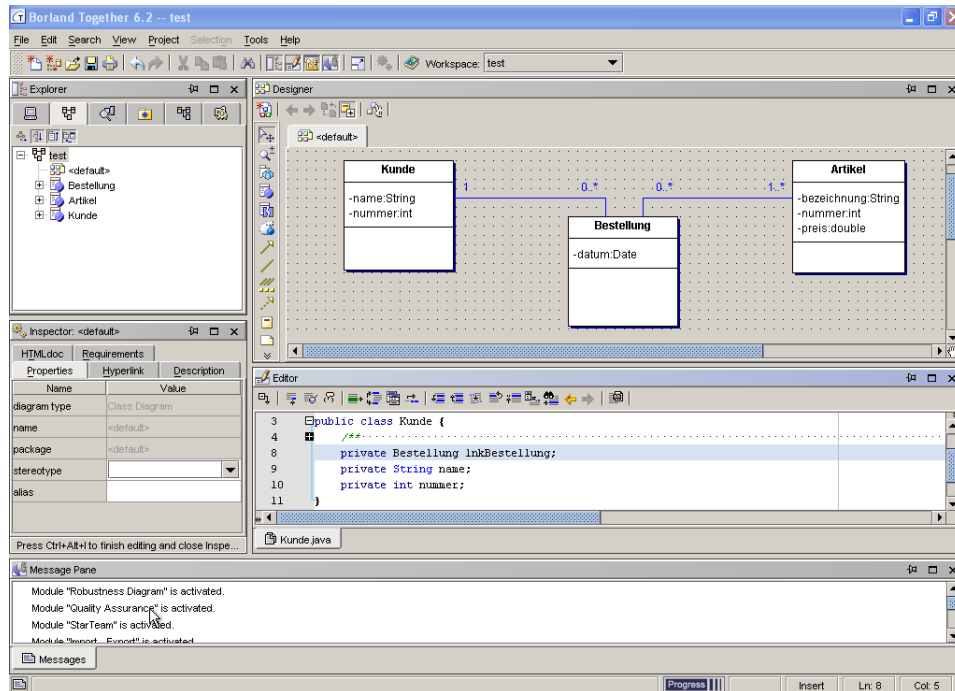 Borland Together 6.2 -- test
File Edit Search View Project Selection Tools Help
Workspace: test
Explorer
test
<default>
Bestellung
Artikel
Kunde
Designer
<default>
Kunde
-name:String
-nummer:int
1
0..*
Bestellung
-datum:Date
0..*
1..*
Artikel
-bezeichnung:String
-nummer:int
-preis:double
Inspector: <default>
HTMLdoc Requirements
Properties Hyperlink Description
Name Value
diagram type Class Diagram
name <default>
package <default>
stereotype
alias
Press Ctrl+Alt+I to finish editing and close Inspe...
Editor
3 public class Kunde {
4 /**
8 private Bestellung lnkBestellung;
9 private String name;
10 private int nummer;
11 }
Kunde.java
Message Pane
Module "Robustness Diagram" is activated.
Module "Quality Assurance" is activated.
Module "StarTeam" is activated.
Module "Import - Export" is activated
Messages
Progress Insert Ln: 8 Col: 5